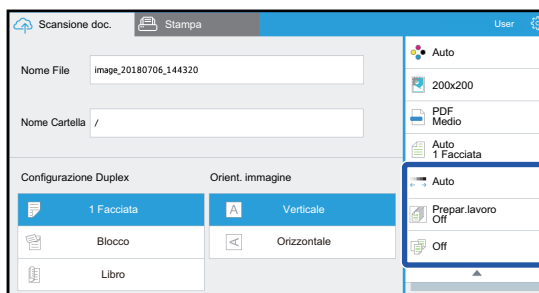 Scansione doc.
Stampa
User
Nome File
image_20180706_144320
Nome Cartella
/
Configurazione Duplex
Orient. immagine
1 Facciata
Blocco
Libro
A
Verticale
A
Orizzontale
Auto
200x200
PDF
Medio
Auto
1 Facciata
Auto
Prepar.lavoro
Off
Off